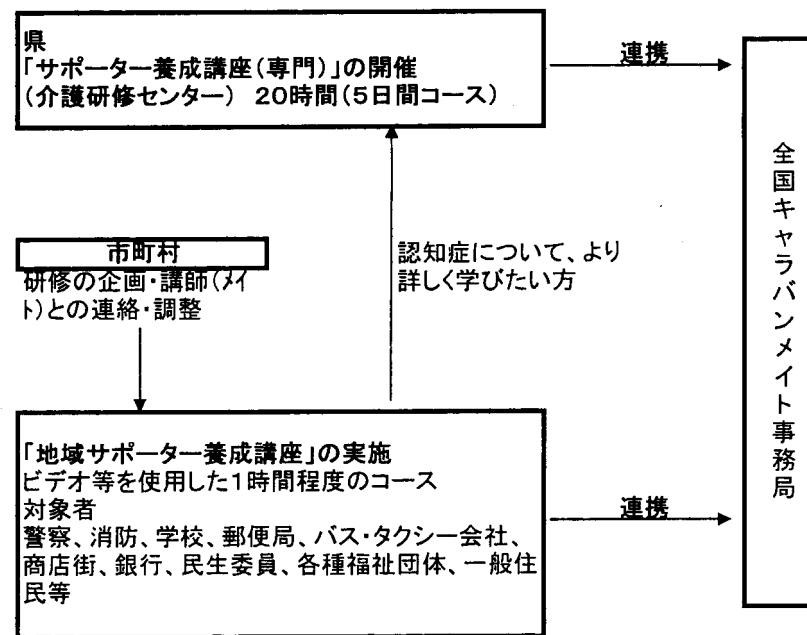 県
「サポーター養成講座(専門)」の開催
(介護研修センター) 20時間(5日間コース)
連携
市町村
研修の企画・講師(メイ
ト)との連絡・調整
認知症について、より
詳しく学びたい方
「地域サポーター養成講座」の実施
ビデオ等を使用した1時間程度のコース
対象者
警察、消防、学校、郵便局、バス・タクシー会社、
商店街、銀行、民生委員、各種福祉団体、一般住
民等
連携
全国キャラバンメイト事務局